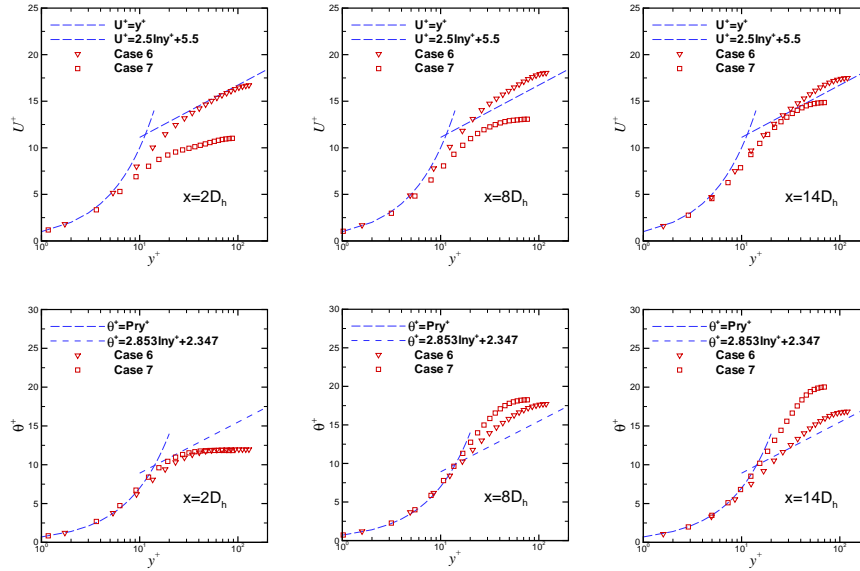 25
20
15
10
5
0
U⁺
U⁺=y⁺
U⁺=2.5lny⁺+5.5
Case 6
Case 7
x=2Dₕ
10⁰ 10¹ 10²
y⁺
25
20
15
10
5
0
U⁺
U⁺=y⁺
U⁺=2.5lny⁺+5.5
Case 6
Case 7
x=8Dₕ
10⁰ 10¹ 10²
y⁺
25
20
15
10
5
0
U⁺
U⁺=y⁺
U⁺=2.5lny⁺+5.5
Case 6
Case 7
x=14Dₕ
10⁰ 10¹ 10²
y⁺
30
25
20
15
10
5
0
θ⁺
θ⁺=Pry⁺
θ⁺=2.853lny⁺+2.347
Case 6
Case 7
x=2Dₕ
10⁰ 10¹ 10²
y⁺
30
25
20
15
10
5
0
θ⁺
θ⁺=Pry⁺
θ⁺=2.853lny⁺+2.347
Case 6
Case 7
x=8Dₕ
10⁰ 10¹ 10²
y⁺
30
25
20
15
10
5
0
θ⁺
θ⁺=Pry⁺
θ⁺=2.853lny⁺+2.347
Case 6
Case 7
x=14Dₕ
10⁰ 10¹ 10²
y⁺